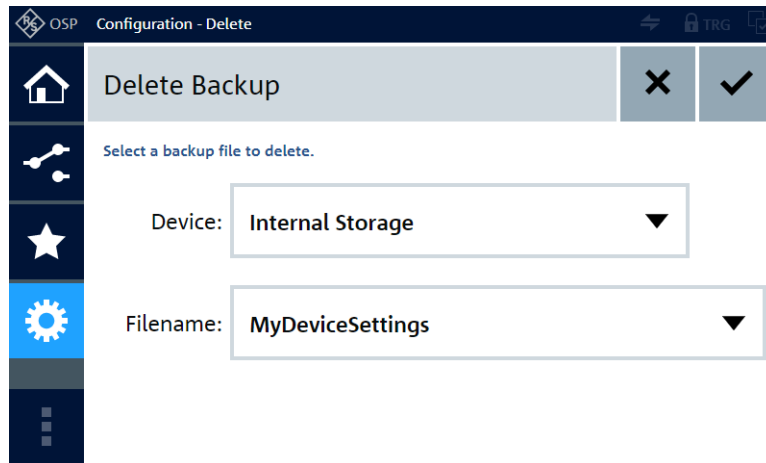 R&S OSP Configuration - Delete TRG
Delete Backup
Select a backup file to delete.
Device: Internal Storage
Filename: MyDeviceSettings